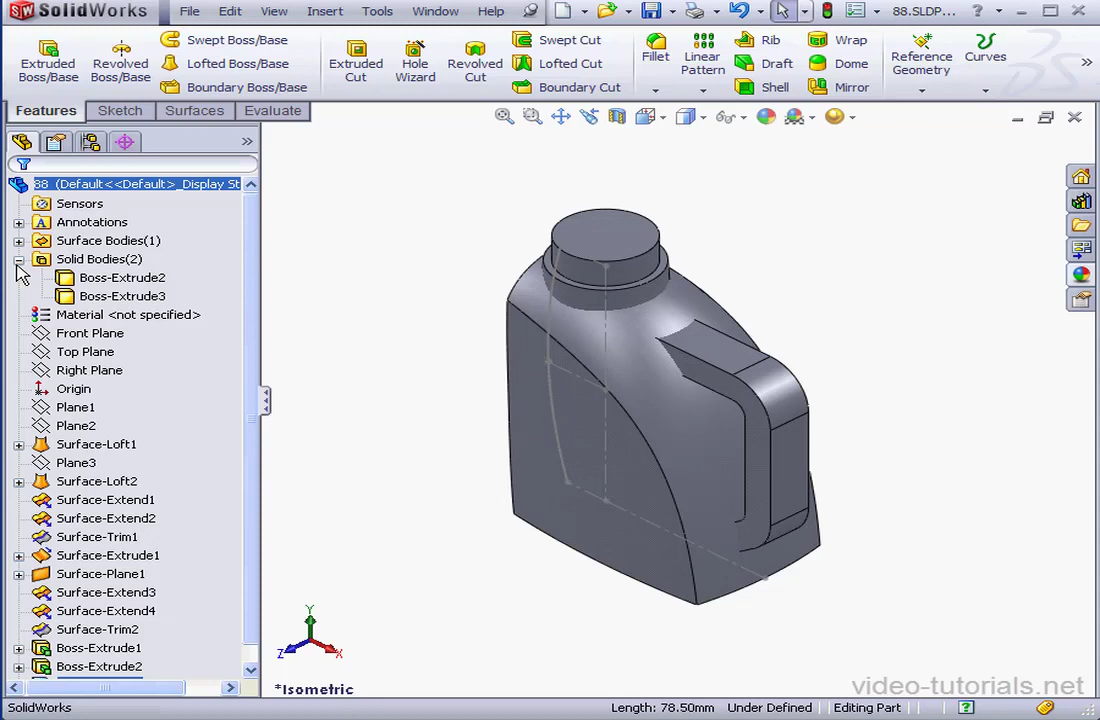 SolidWorks File Edit View Insert Tools Window Help 88.SLDP...
Extruded Boss/Base
Revolved Boss/Base
Swept Boss/Base
Lofted Boss/Base
Boundary Boss/Base
Extruded Cut
Hole Wizard
Revolved Cut
Swept Cut
Lofted Cut
Boundary Cut
Fillet
Linear Pattern
Rib
Draft
Shell
Wrap
Dome
Mirror
Reference Geometry
Curves
Features Sketch Surfaces Evaluate
88 (Default<<Default>_Display St
Sensors
Annotations
Surface Bodies(1)
Solid Bodies(2)
Boss-Extrude2
Boss-Extrude3
Material <not specified>
Front Plane
Top Plane
Right Plane
Origin
Plane1
Plane2
Surface-Loft1
Plane3
Surface-Loft2
Surface-Extend1
Surface-Extend2
Surface-Trim1
Surface-Extrude1
Surface-Plane1
Surface-Extend3
Surface-Extend4
Surface-Trim2
Boss-Extrude1
Boss-Extrude2
Y
Z
X
*Isometric
video-tutorials.net
SolidWorks Length: 78.50mm Under Defined Editing Part